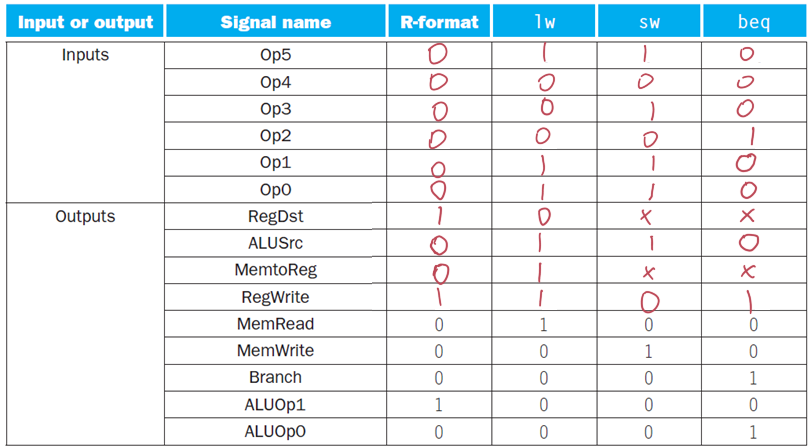 Input or output Signal name R-format lw sw beq
Inputs Op5 0 1 1 0
Op4 0 0 0 0
Op3 0 0 1 0
Op2 0 0 0 1
Op1 0 1 1 0
Op0 0 1 1 0
Outputs RegDst 1 0 x x
ALUSrc 0 1 1 0
MemtoReg 0 1 x x
RegWrite 1 1 0 1
MemRead 0 1 0 0
MemWrite 0 0 1 0
Branch 0 0 0 1
ALUOp1 1 0 0 0
ALUOp0 0 0 0 1